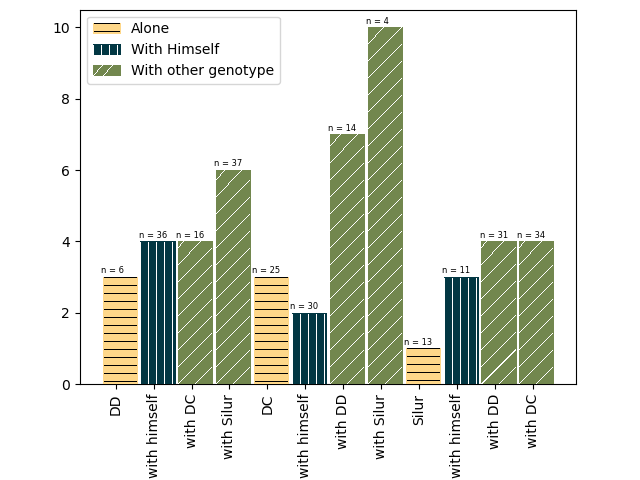 Alone
With Himself
With other genotype
10
8
6
4
2
0
n = 6
n = 36
n = 16
n = 37
n = 25
n = 30
n = 14
n = 4
n = 13
n = 11
n = 31
n = 34
DD
with himself
with DC
with Silur
DC
with himself
with DD
with Silur
Silur
with himself
with DD
with DC